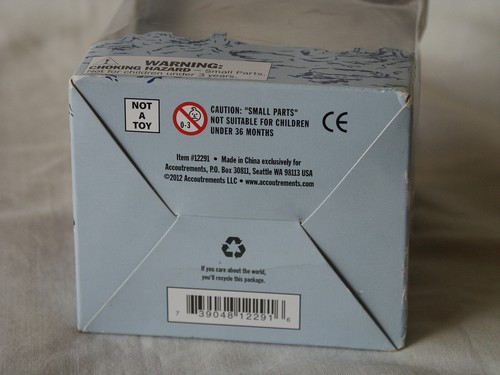 WARNING:
CHOKING HAZARD – Small Parts.
Not for children under 3 years.
NOT
A
TOY
0-3
CAUTION: "SMALL PARTS"
NOT SUITABLE FOR CHILDREN
UNDER 36 MONTHS
CE
Item #12291 • Made in China exclusively for
Accoutrements, P.O. Box 30811, Seattle WA 98113 USA
©2012 Accoutrements LLC • www.accoutrements.com
If you care about the world,
you'll recycle this package.
7 39048 12291 6